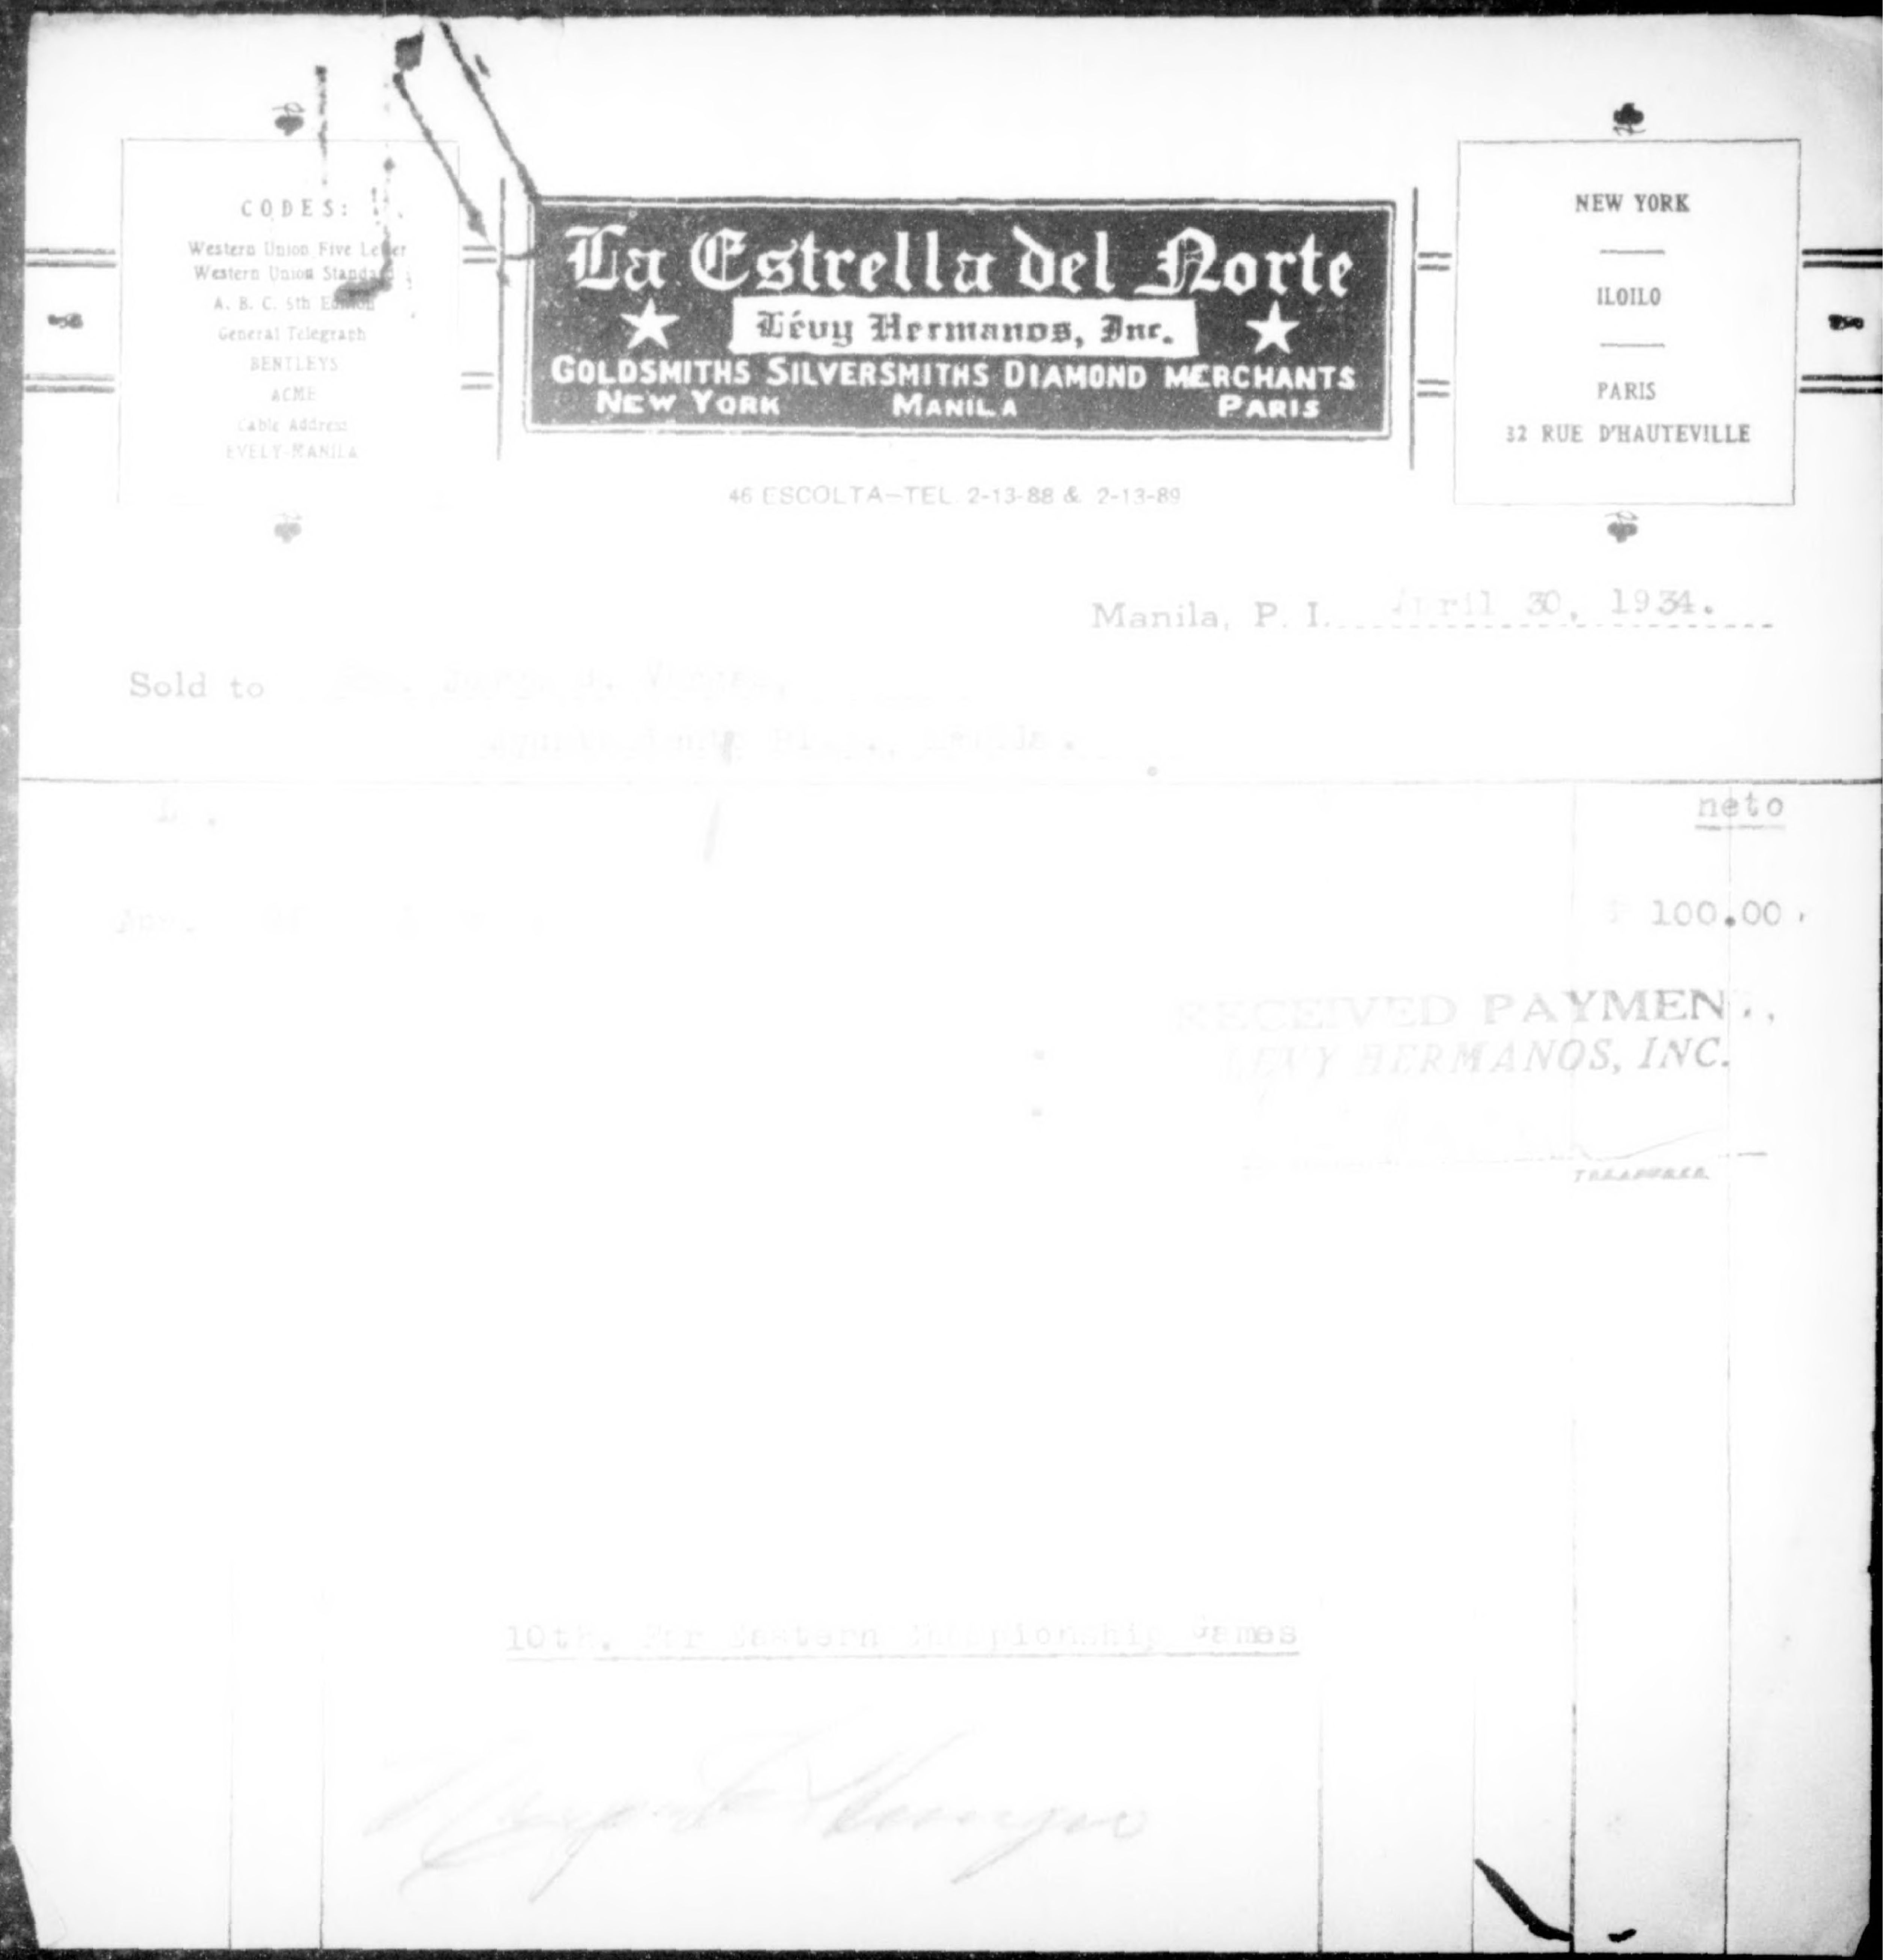 CODES:
Western Union Five Letter
Western Union Standard
A. B. C. 5th Edition
General Telegraph
BENTLEYS
ACME
Cable Address
EVELY-MANILA
La Estrella del Norte
Lévy Hermanos, Inc.
GOLDSMITHS SILVERSMITHS DIAMOND MERCHANTS
NEW YORK MANILA PARIS
46 ESCOLTA—TEL. 2-13-88 & 2-13-89
NEW YORK
ILOILO
PARIS
32 RUE D'HAUTEVILLE
Manila, P. I. April 30, 1934.
Sold to
neto
100.00
RECEIVED PAYMENT,
LEVY HERMANOS, INC.
TREASURER
10th. Far Eastern Championship Games